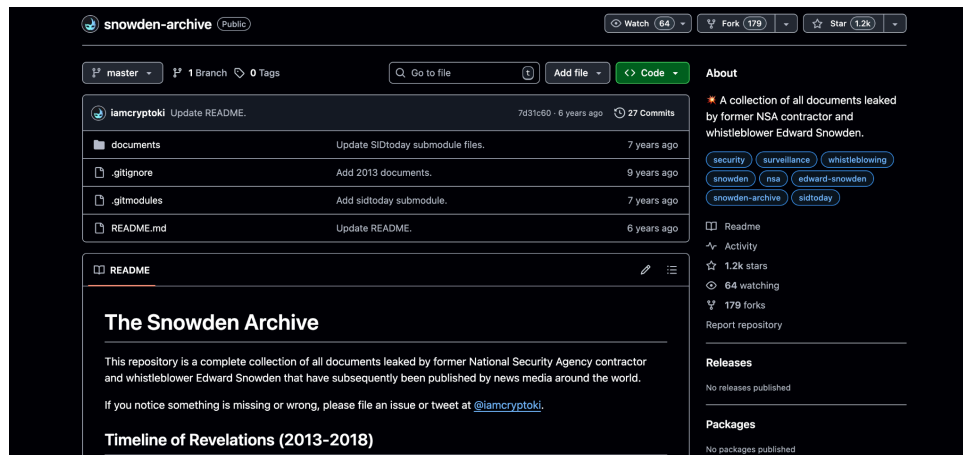 snowden-archive Public
Watch 64
Fork 179
Star 1.2k
master
1 Branch
0 Tags
Go to file
t
Add file
Code
iamcryptoki Update README.
7d31c60 · 6 years ago
27 Commits
documents
Update SIDtoday submodule files.
7 years ago
.gitignore
Add 2013 documents.
9 years ago
.gitmodules
Add sidtoday submodule.
7 years ago
README.md
Update README.
6 years ago
README
The Snowden Archive
This repository is a complete collection of all documents leaked by former National Security Agency contractor
and whistleblower Edward Snowden that have subsequently been published by news media around the world.
If you notice something is missing or wrong, please file an issue or tweet at @iamcryptoki.
Timeline of Revelations (2013-2018)
About
A collection of all documents leaked
by former NSA contractor and
whistleblower Edward Snowden.
security surveillance whistleblowing
snowden nsa edward-snowden
snowden-archive sidtoday
Readme
Activity
1.2k stars
64 watching
179 forks
Report repository
Releases
No releases published
Packages
No packages published